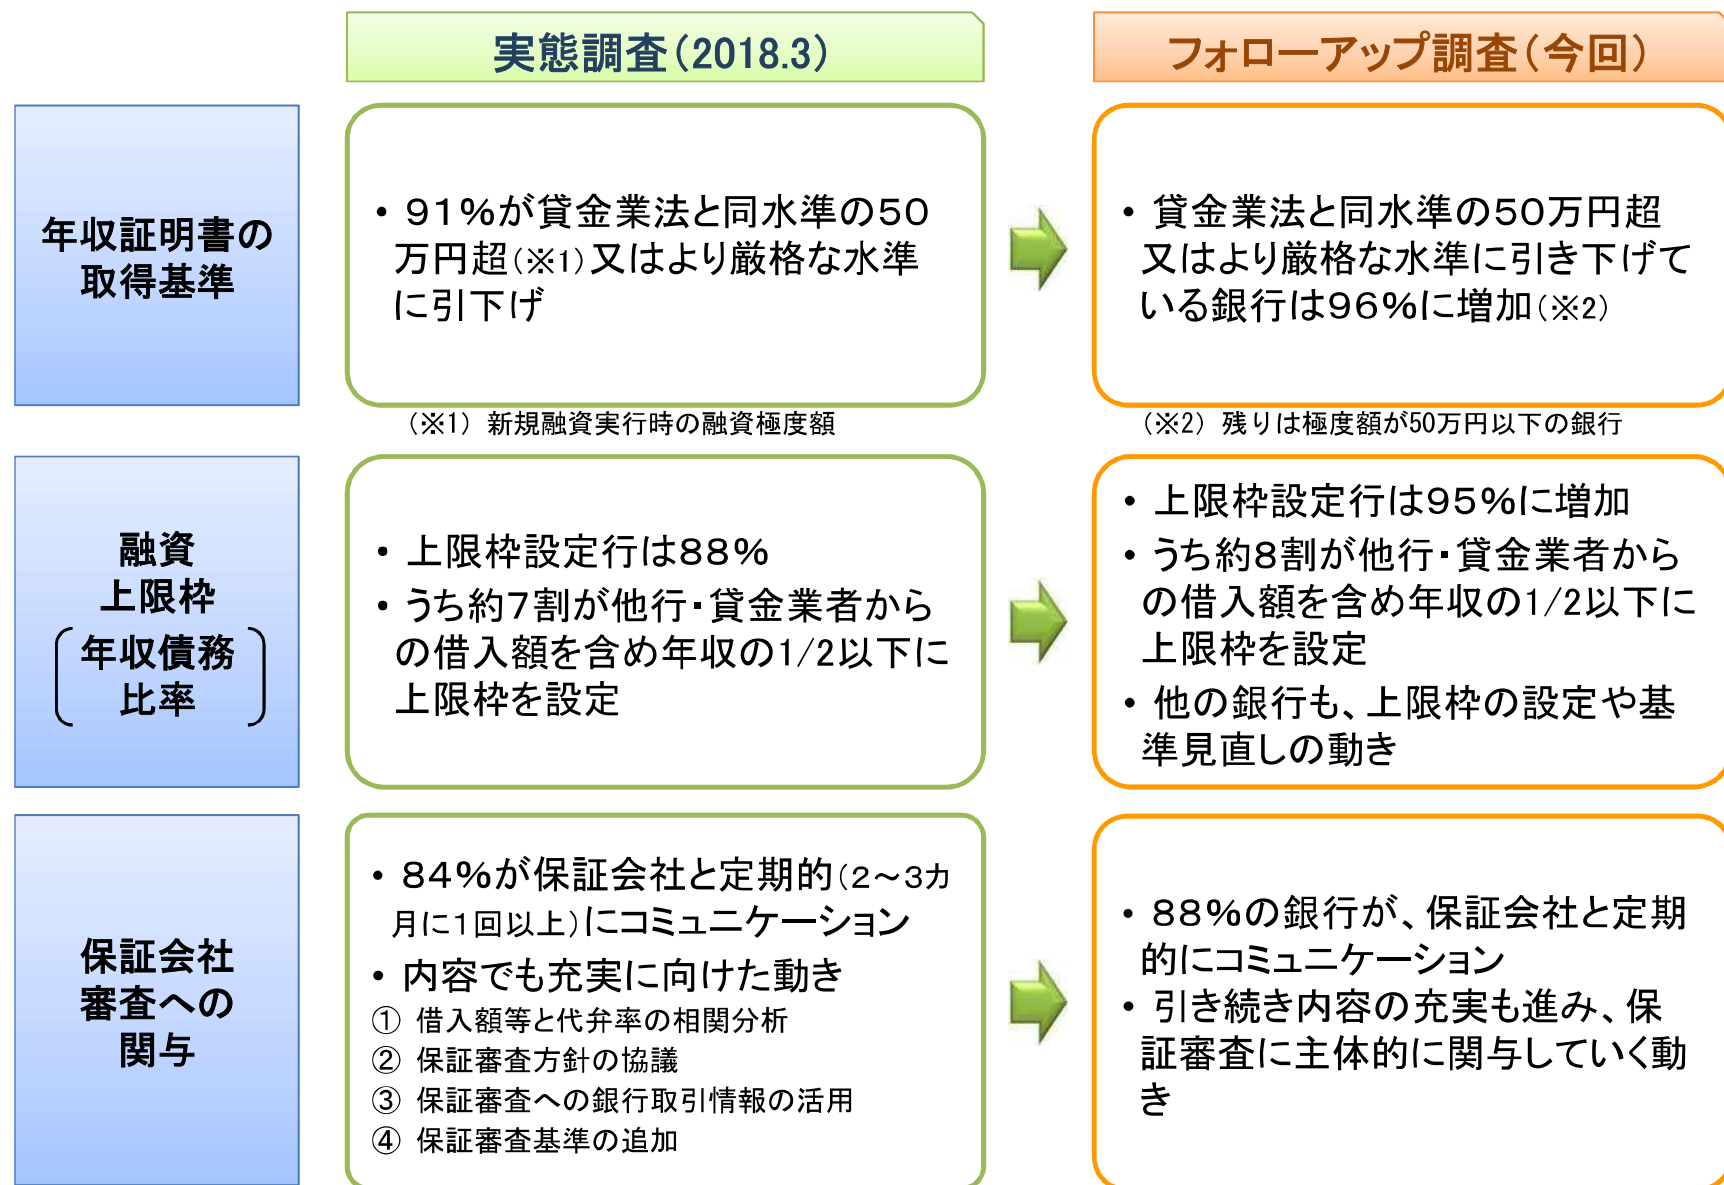 実態調査(2018.3)
フォローアップ調査(今回)
年収証明書の
取得基準
・91%が貸金業法と同水準の50
万円超(※1)又はより厳格な水準
に引下げ
(※1) 新規融資実行時の融資極度額
・貸金業法と同水準の50万円超
又はより厳格な水準に引き下げて
いる銀行は96%に増加(※2)
(※2) 残りは極度額が50万円以下の銀行
融資
上限枠
年収債務
比率
・上限枠設定行は88%
・うち約7割が他行・貸金業者から
の借入額を含め年収の1/2以下に
上限枠を設定
・上限枠設定行は95%に増加
・うち約8割が他行・貸金業者から
の借入額を含め年収の1/2以下に
上限枠を設定
・他の銀行も、上限枠の設定や基
準見直しの動き
保証会社
審査への
関与
・84%が保証会社と定期的(2～3カ
月に1回以上)にコミュニケーション
・内容でも充実に向けた動き
① 借入額等と代弁率の相関分析
② 保証審査方針の協議
③ 保証審査への銀行取引情報の活用
④ 保証審査基準の追加
・88%の銀行が、保証会社と定期
的にコミュニケーション
・引き続き内容の充実も進み、保
証審査に主体的に関与していく動
き